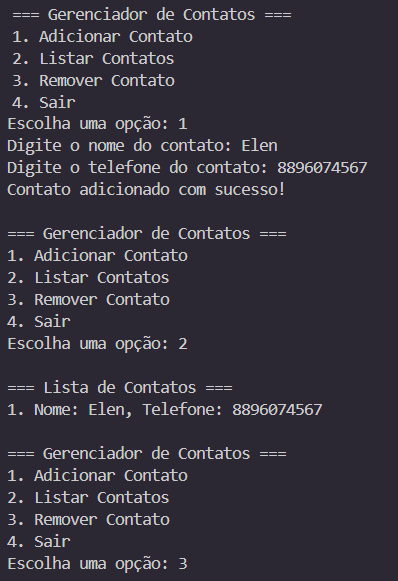 === Gerenciador de Contatos ===
1. Adicionar Contato
2. Listar Contatos
3. Remover Contato
4. Sair
Escolha uma opção: 1
Digite o nome do contato: Elen
Digite o telefone do contato: 8896074567
Contato adicionado com sucesso!

=== Gerenciador de Contatos ===
1. Adicionar Contato
2. Listar Contatos
3. Remover Contato
4. Sair
Escolha uma opção: 2

=== Lista de Contatos ===
1. Nome: Elen, Telefone: 8896074567

=== Gerenciador de Contatos ===
1. Adicionar Contato
2. Listar Contatos
3. Remover Contato
4. Sair
Escolha uma opção: 3